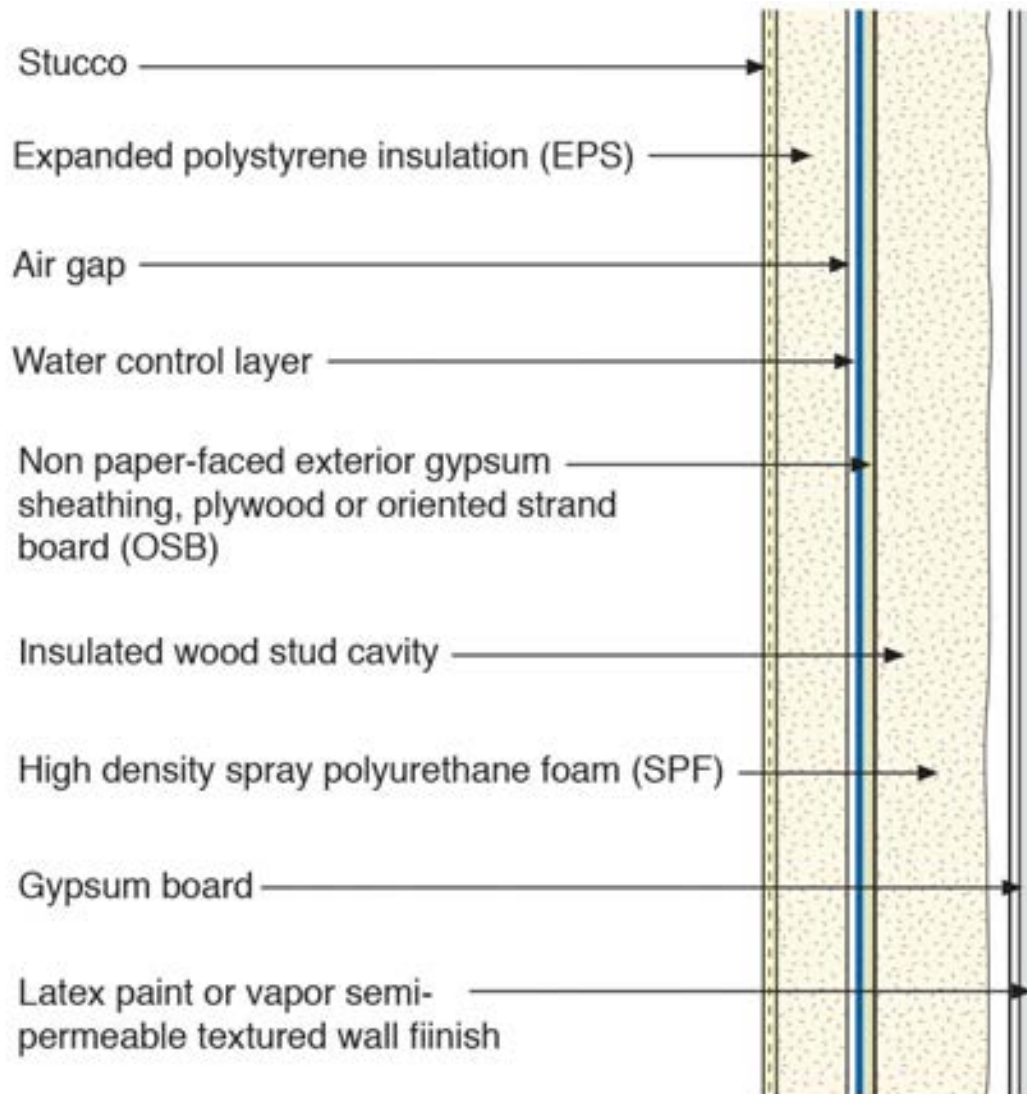 Stucco
Expanded polystyrene insulation (EPS)
Air gap
Water control layer
Non paper-faced exterior gypsum
sheathing, plywood or oriented strand
board (OSB)
Insulated wood stud cavity
High density spray polyurethane foam (SPF)
Gypsum board
Latex paint or vapor semi-
permeable textured wall fiinish